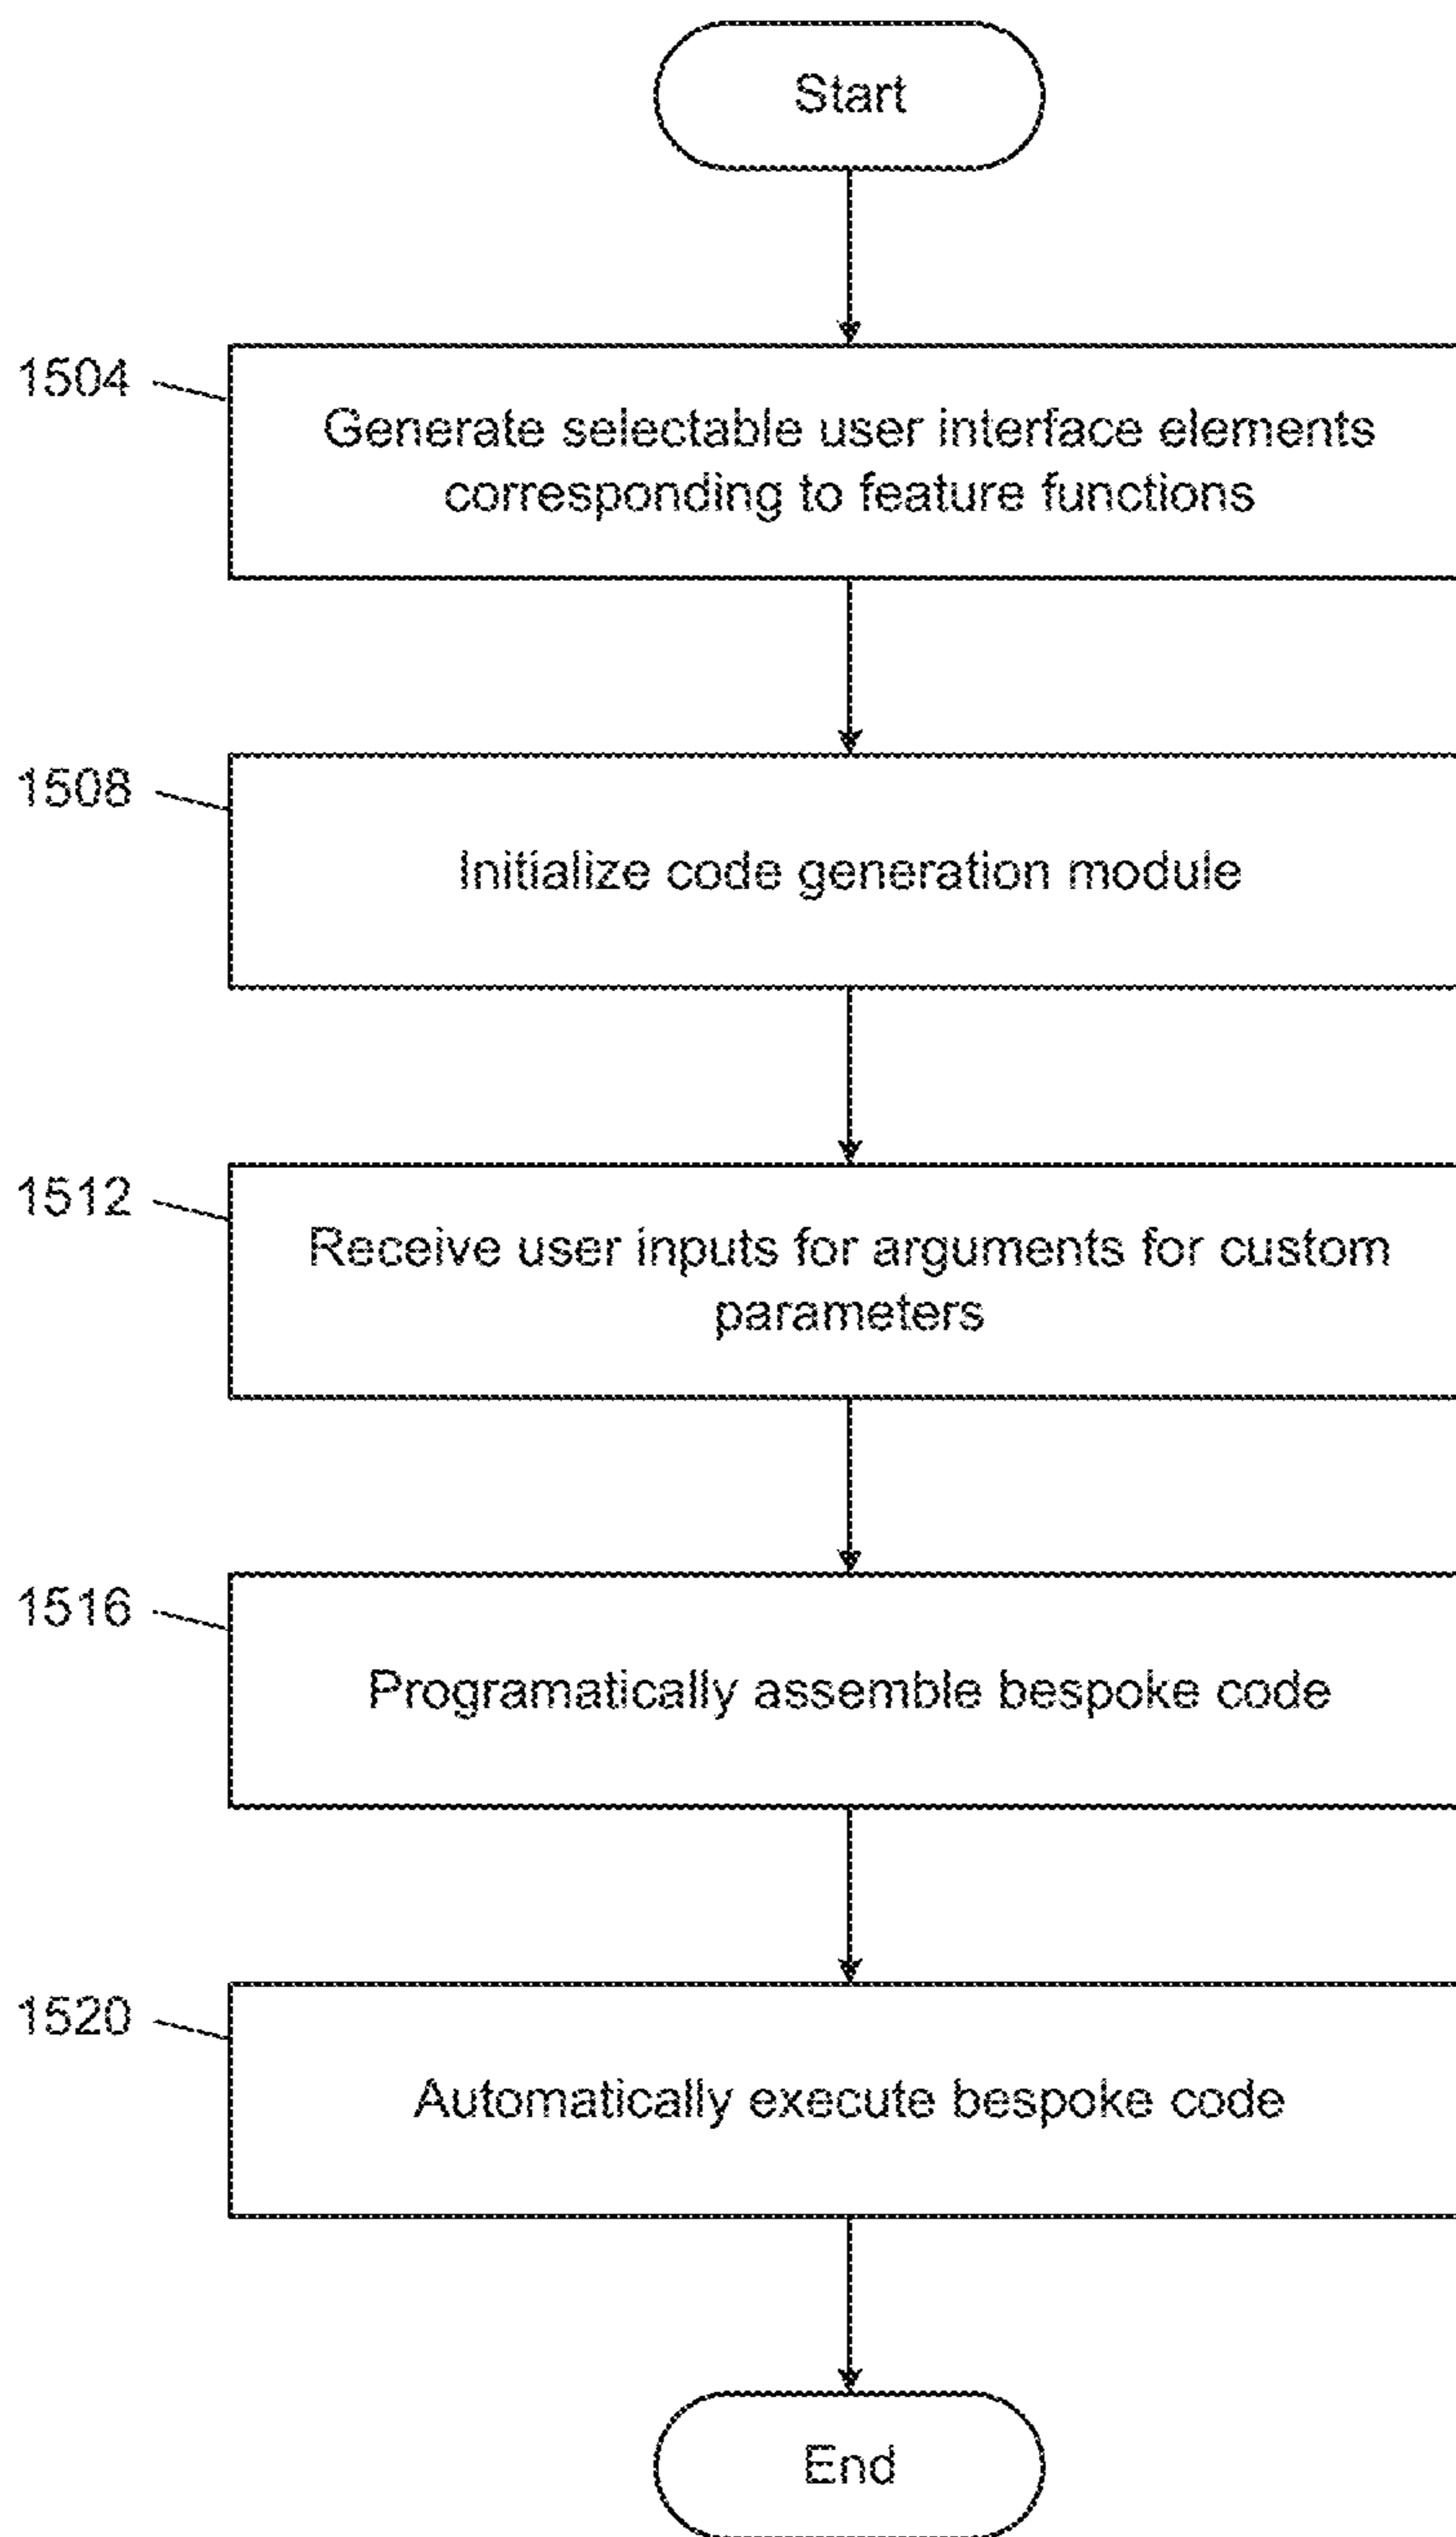 Start
1504
Generate selectable user interface elements
corresponding to feature functions
1508
Initialize code generation module
1512
Receive user inputs for arguments for custom
parameters
1516
Programatically assemble bespoke code
1520
Automatically execute bespoke code
End